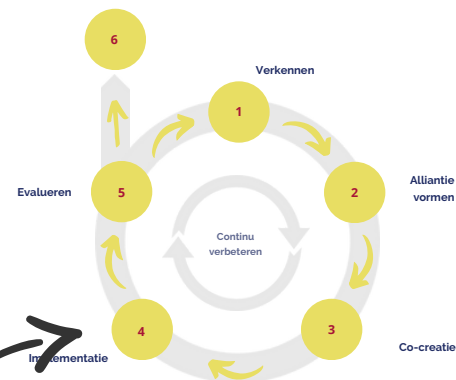 6
Verkennen
1
Alliantie
vormen
2
Evalueren
5
Continu
verbeteren
3
4
Co-creatie